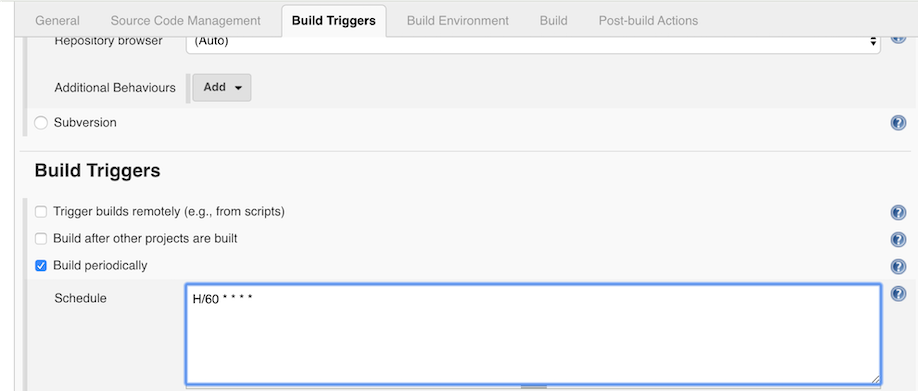 General Source Code Management Build Triggers Build Environment Build Post-build Actions
Repository browser (Auto)
Additional Behaviours Add
Subversion
Build Triggers
Trigger builds remotely (e.g., from scripts)
Build after other projects are built
Build periodically
Schedule H/60 * * * *